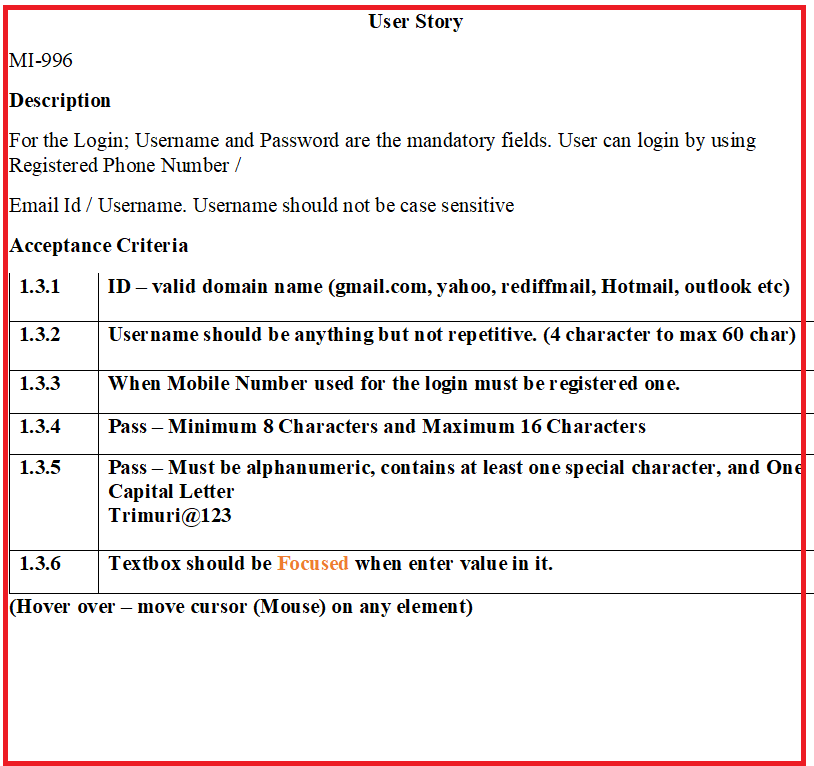 User Story
MI-996
Description
For the Login; Username and Password are the mandatory fields. User can login by using
Registered Phone Number /
Email Id / Username. Username should not be case sensitive
Acceptance Criteria
1.3.1 ID – valid domain name (gmail.com, yahoo, rediffmail, Hotmail, outlook etc)
1.3.2 Username should be anything but not repetitive. (4 character to max 60 char)
1.3.3 When Mobile Number used for the login must be registered one.
1.3.4 Pass – Minimum 8 Characters and Maximum 16 Characters
1.3.5 Pass – Must be alphanumeric, contains at least one special character, and One
Capital Letter
Trimuri@123
1.3.6 Textbox should be Focused when enter value in it.
(Hover over – move cursor (Mouse) on any element)